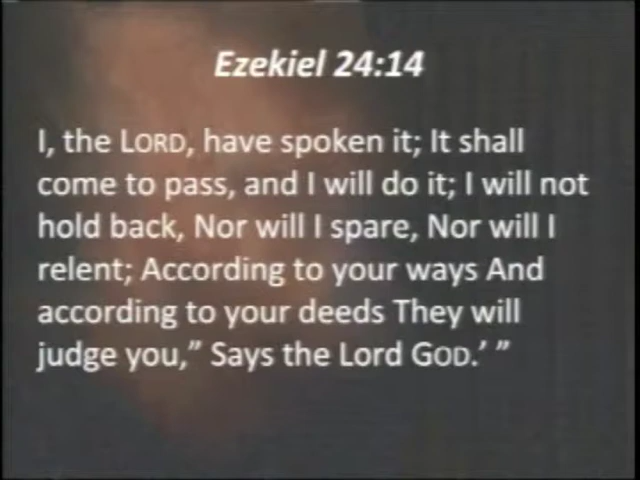 Ezekiel 24:14
I, the LORD, have spoken it; It shall
come to pass, and I will do it; I will not
hold back, Nor will I spare, Nor will I
relent; According to your ways And
according to your deeds They will
judge you,” Says the Lord GOD.’ ”